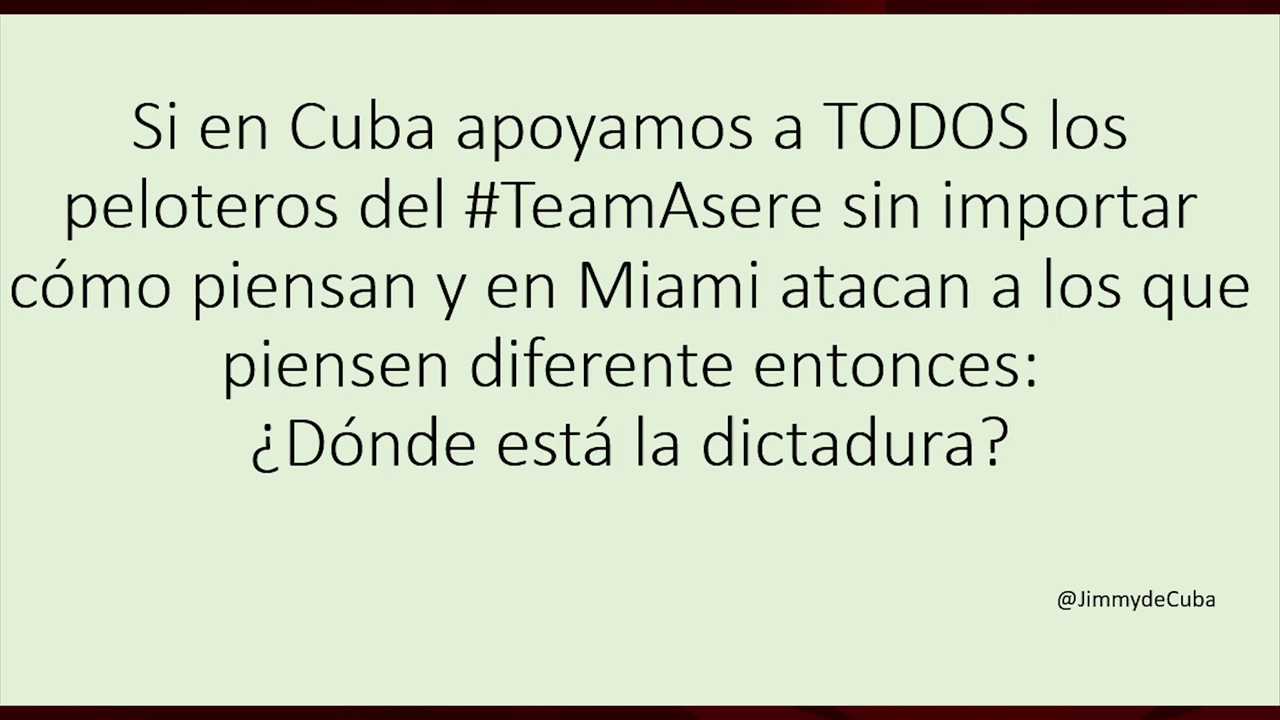 Si en Cuba apoyamos a TODOS los
peloteros del #TeamAsere sin importar
cómo piensan y en Miami atacan a los que
piensen diferente entonces:
¿Dónde está la dictadura?
@JimmydeCuba